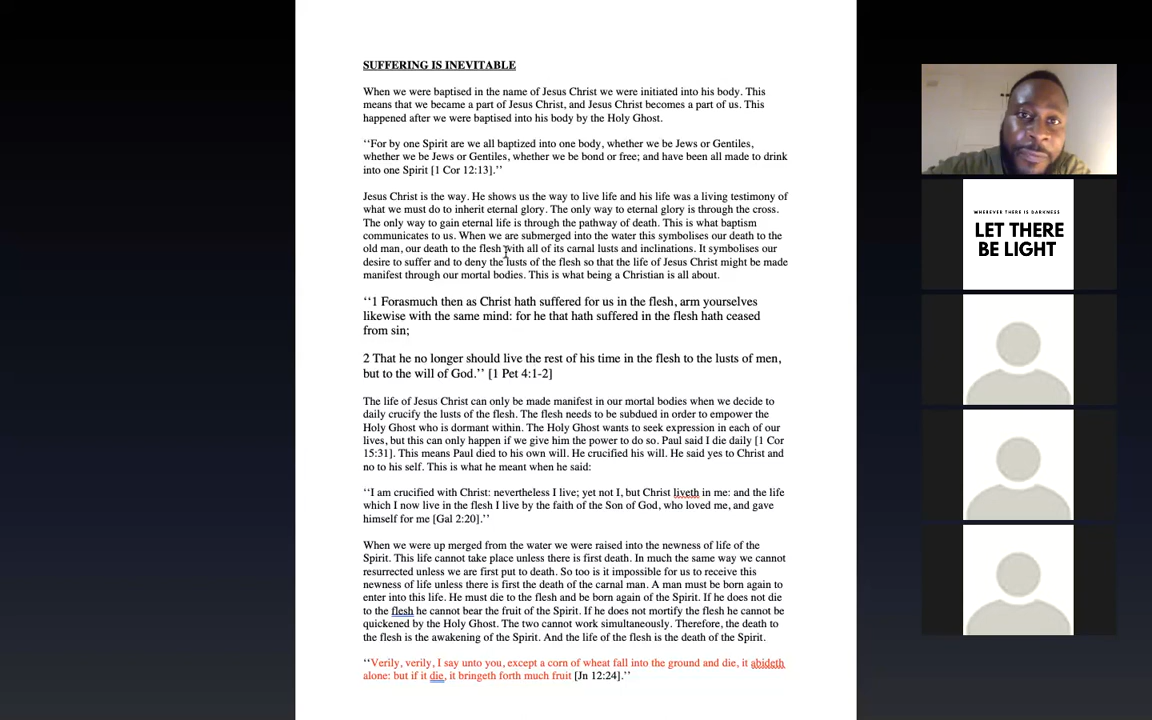 SUFFERING IS INEVITABLE
When we were baptised in the name of Jesus Christ we were initiated into his body. This
means that we became a part of Jesus Christ, and Jesus Christ becomes a part of us. This
happened after we were baptised into his body by the Holy Ghost.
‘‘For by one Spirit are we all baptized into one body, whether we be Jews or Gentiles,
whether we be Jews or Gentiles, whether we be bond or free; and have been all made to drink
into one Spirit [1 Cor 12:13].’’
Jesus Christ is the way. He shows us the way to live life and his life was a living testimony of
what we must do to inherit eternal glory. The only way to eternal glory is through the cross.
The only way to gain eternal life is through the pathway of death. This is what baptism
communicates to us. When we are submerged into the water this symbolises our death to the
old man, our death to the flesh with all of its carnal lusts and inclinations. It symbolises our
desire to suffer and to deny the lusts of the flesh so that the life of Jesus Christ might be made
manifest through our mortal bodies. This is what being a Christian is all about.
‘‘1 Forasmuch then as Christ hath suffered for us in the flesh, arm yourselves
likewise with the same mind: for he that hath suffered in the flesh hath ceased
from sin;
2 That he no longer should live the rest of his time in the flesh to the lusts of men,
but to the will of God.’’ [1 Pet 4:1-2]
The life of Jesus Christ can only be made manifest in our mortal bodies when we decide to
daily crucify the lusts of the flesh. The flesh needs to be subdued in order to empower the
Holy Ghost who is dormant within. The Holy Ghost wants to seek expression in each of our
lives, but this can only happen if we give him the power to do so. Paul said I die daily [1 Cor
15:31]. This means Paul died to his own will. He crucified his will. He said yes to Christ and
no to his self. This is what he meant when he said:
‘‘I am crucified with Christ: nevertheless I live; yet not I, but Christ liveth in me: and the life
which I now live in the flesh I live by the faith of the Son of God, who loved me, and gave
himself for me [Gal 2:20].’’
When we were up merged from the water we were raised into the newness of life of the
Spirit. This life cannot take place unless there is first death. In much the same way we cannot
resurrected unless we are first put to death. So too is it impossible for us to receive this
newness of life unless there is first the death of the carnal man. A man must be born again to
enter into this life. He must die to the flesh and be born again of the Spirit. If he does not die
to the flesh he cannot bear the fruit of the Spirit. If he does not mortify the flesh he cannot be
quickened by the Holy Ghost. The two cannot work simultaneously. Therefore, the death to
the flesh is the awakening of the Spirit. And the life of the flesh is the death of the Spirit.
‘‘Verily, verily, I say unto you, except a corn of wheat fall into the ground and die, it abideth
alone: but if it die, it bringeth forth much fruit [Jn 12:24].’’
WHEREVER THERE IS DARKNESS
LET THERE
BE LIGHT